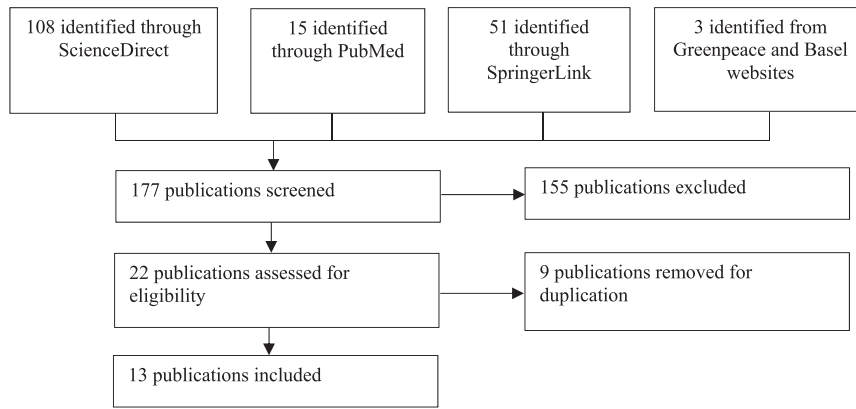 108 identified through
ScienceDirect
15 identified
through PubMed
51 identified
through
SpringerLink
3 identified from
Greenpeace and Basel
websites
177 publications screened
155 publications excluded
22 publications assessed for
eligibility
9 publications removed for
duplication
13 publications included